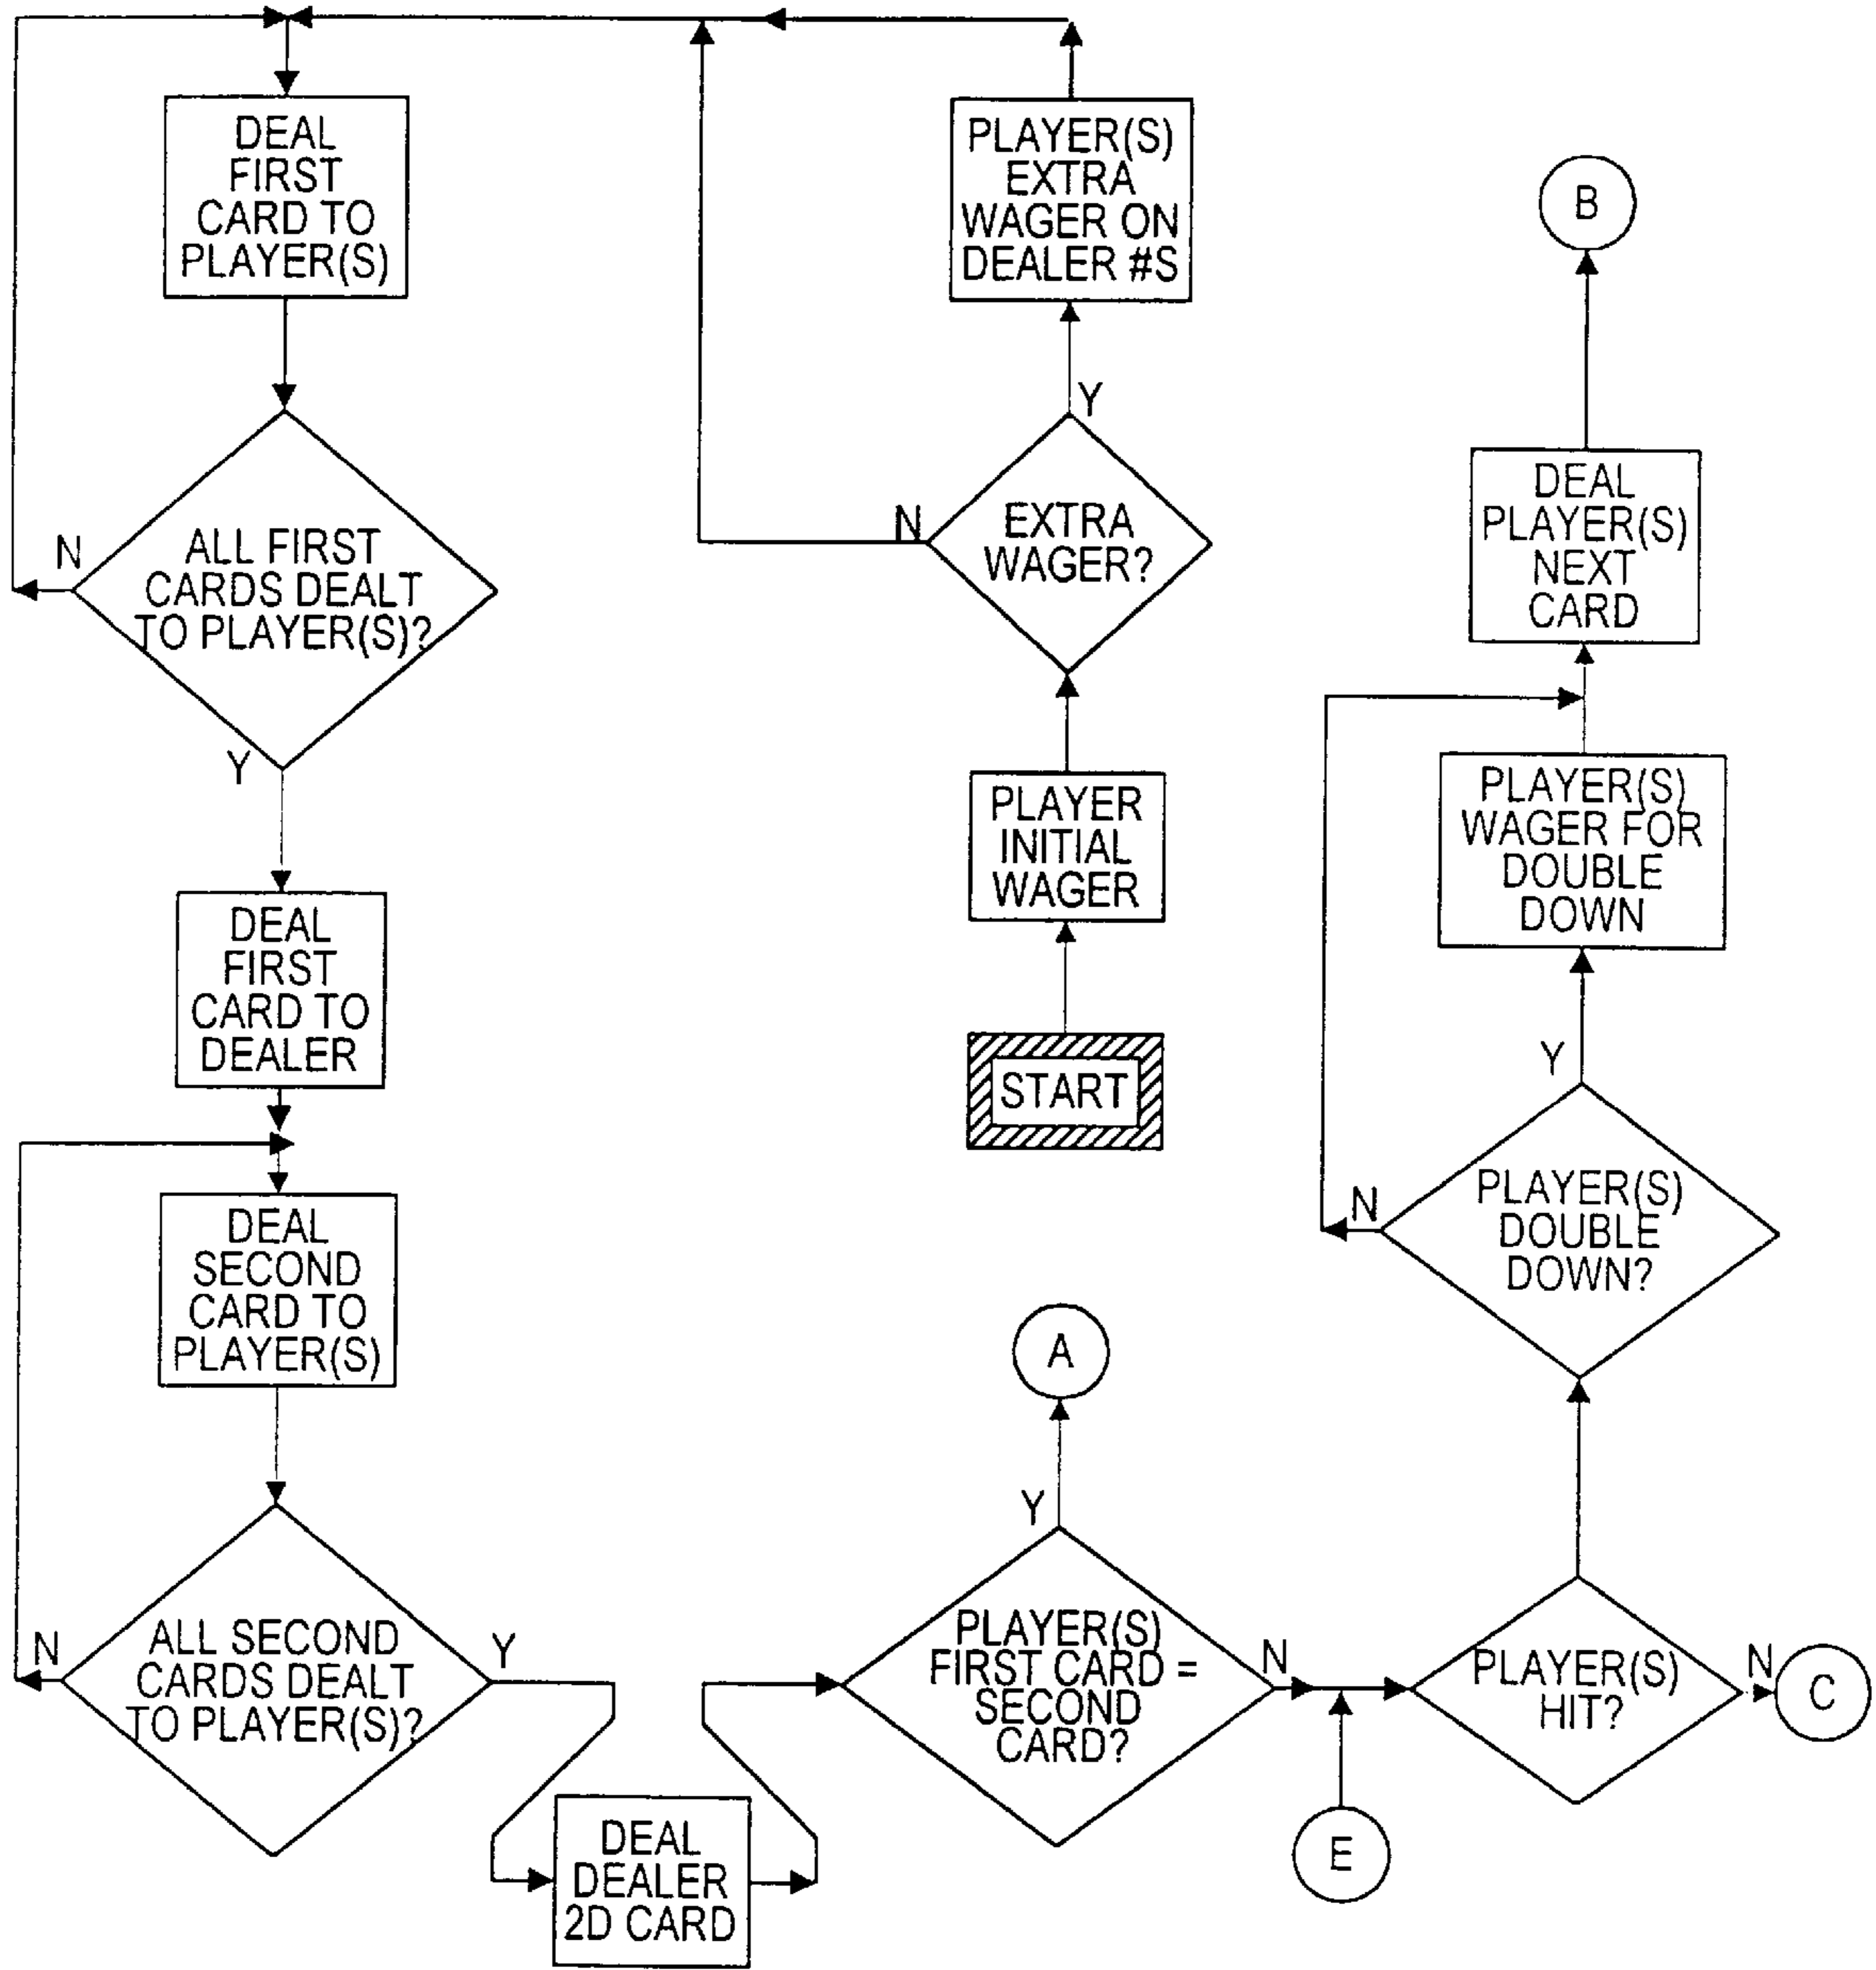 DEAL
FIRST
CARD TO
PLAYER(S)
N
ALL FIRST
CARDS DEALT
TO PLAYER(S)?
Y
DEAL
FIRST
CARD TO
DEALER
DEAL
SECOND
CARD TO
PLAYER(S)
N
ALL SECOND
CARDS DEALT
TO PLAYER(S)?
Y
DEAL
DEALER
2D CARD
PLAYER(S)
EXTRA
WAGER ON
DEALER #S
Y
N
EXTRA
WAGER?
PLAYER
INITIAL
WAGER
START
A
Y
PLAYER(S)
FIRST CARD =
SECOND
CARD?
N
E
B
DEAL
PLAYER(S)
NEXT
CARD
PLAYER(S)
WAGER FOR
DOUBLE
DOWN
Y
N
PLAYER(S)
DOUBLE
DOWN?
PLAYER(S)
HIT?
N
C